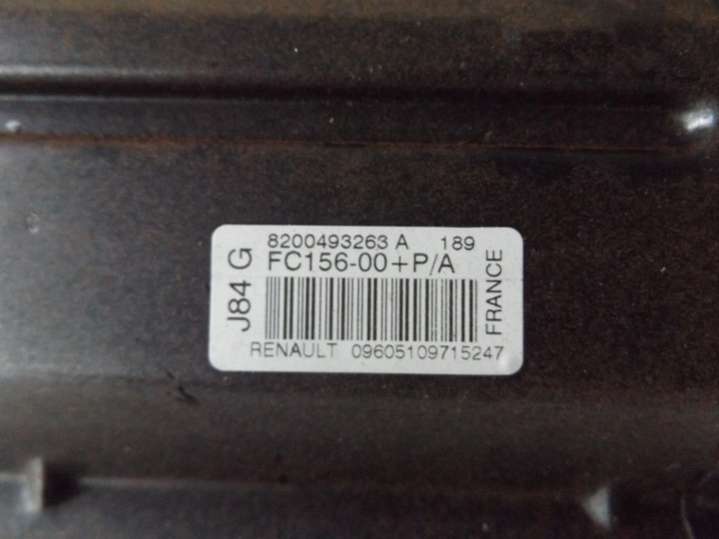 8200493263 A 189
J84 G
FC156-00+P/A
FRANCE
RENAULT 09605109715247